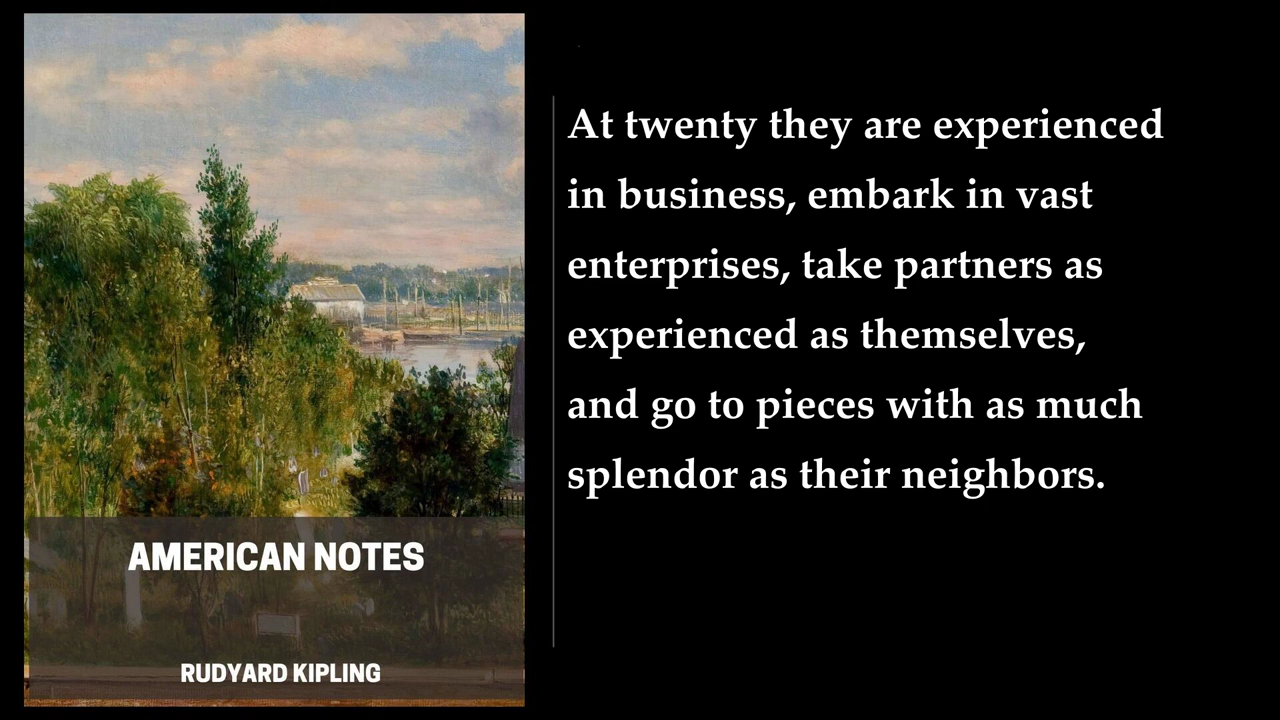 AMERICAN NOTES
RUDYARD KIPLING
At twenty they are experienced
in business, embark in vast
enterprises, take partners as
experienced as themselves,
and go to pieces with as much
splendor as their neighbors.